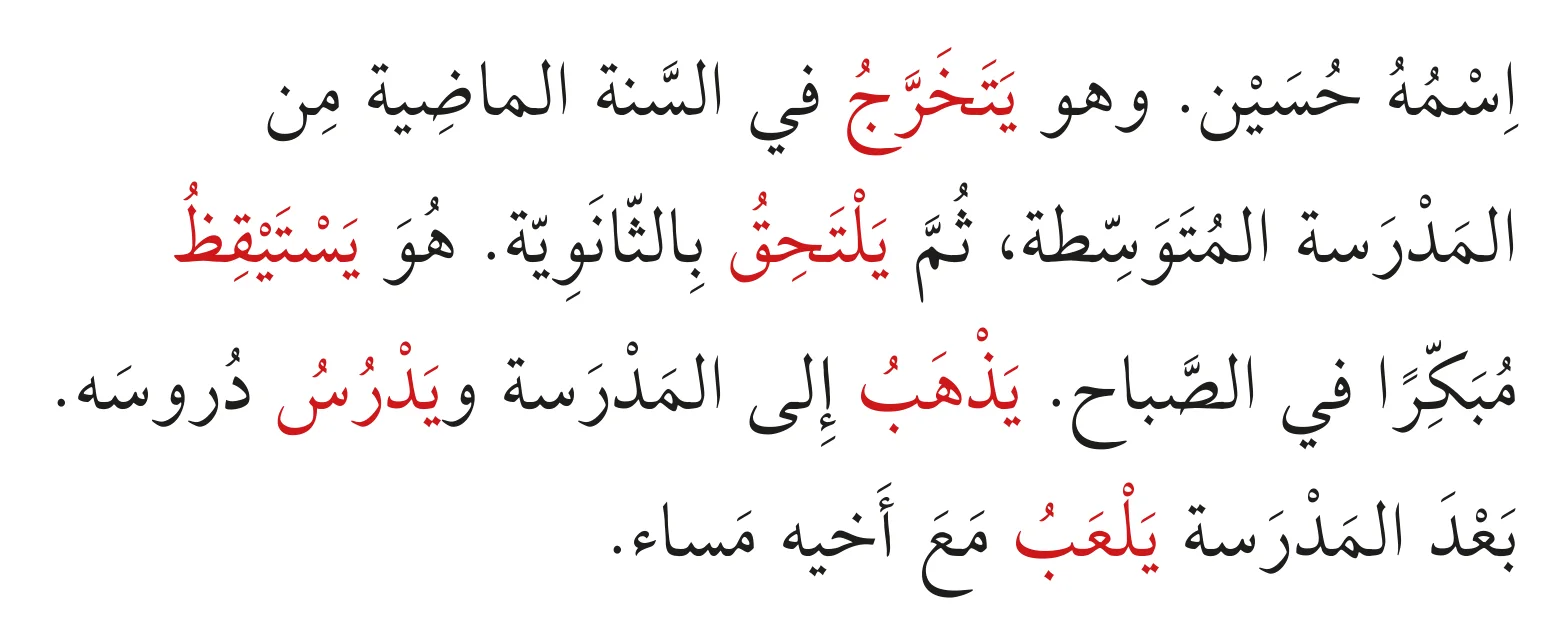 اِسْمُهُ حُسَيْن. وهو يَتَخَرَّجُ في السَّنة الماضِية مِن
المَدْرَسة المُتَوَسِّطة، ثُمَّ يَلْتَحِقُ بِالثّانَوِيّة. هُوَ يَسْتَيْقِظُ
مُبَكِّرًا في الصَّباح. يَذْهَبُ إِلى المَدْرَسة ويَدْرُسُ دُروسَه.
بَعْدَ المَدْرَسة يَلْعَبُ مَعَ أَخيه مَساء.